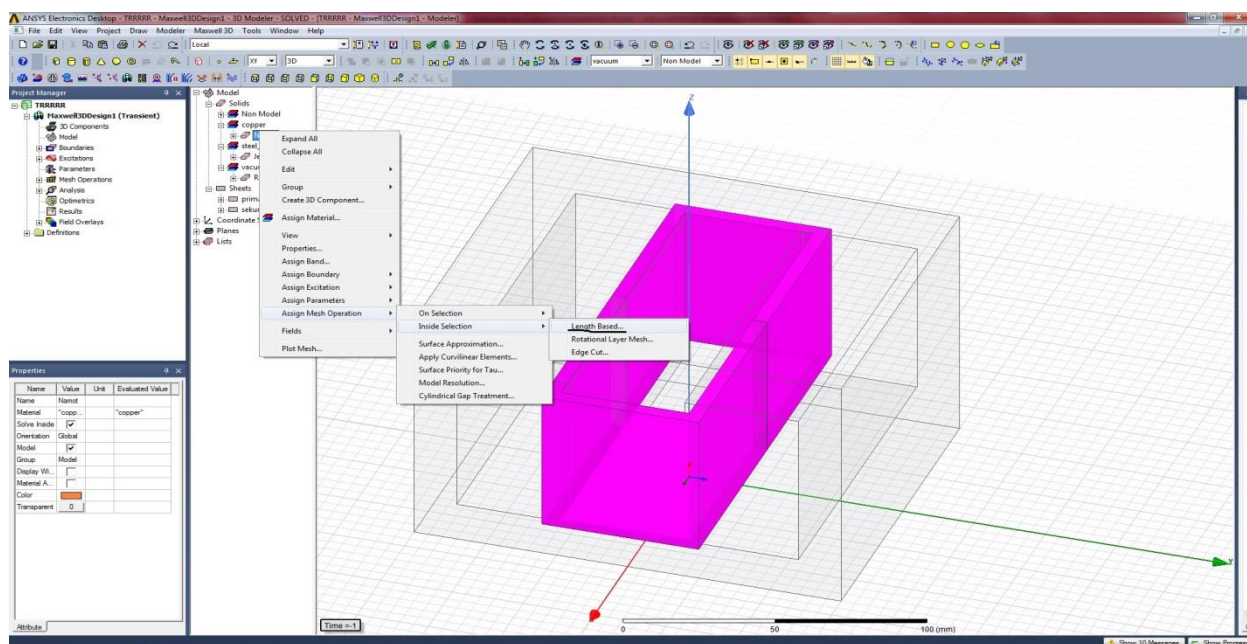 ANSYS Electronics Desktop - TRRRRR - Maxwell3DDesign1 - 3D Modeler - SOLVED - [TRRRRR - Maxwell3DDesign1 - Modeler]
File Edit View Project Draw Modeler Maxwell 3D Tools Window Help
Local
XY 3D vacuum Non Model
Project Manager
TRRRRR
Maxwell3DDesign1 (Transient)
3D Components
Model
Boundaries
Excitations
Parameters
Mesh Operations
Analysis
Optimetrics
Results
Field Overlays
Definitions
Model
Solids
Non Model
copper
N
steel_
Je
vacuu
R
Sheets
prima
sekun
Coordinate S
Planes
Lists
Expand All
Collapse All
Edit
Group
Create 3D Component...
Assign Material...
View
Properties...
Assign Band...
Assign Boundary
Assign Excitation
Assign Parameters
Assign Mesh Operation
Fields
Plot Mesh...
On Selection
Inside Selection
Surface Approximation...
Apply Curvilinear Elements...
Surface Priority for Tau...
Model Resolution...
Cylindrical Gap Treatment...
Length Based...
Rotational Layer Mesh...
Edge Cut...
Z
Y
Properties
Name Value Unit Evaluated Value
Name Namot
Material "copp... "copper"
Solve Inside
Orientation Global
Model
Group Model
Display Wi...
Material A...
Color
Transparent 0
Attribute
Time =-1
0 50 100 (mm)
Show 10 Messages Show Progress